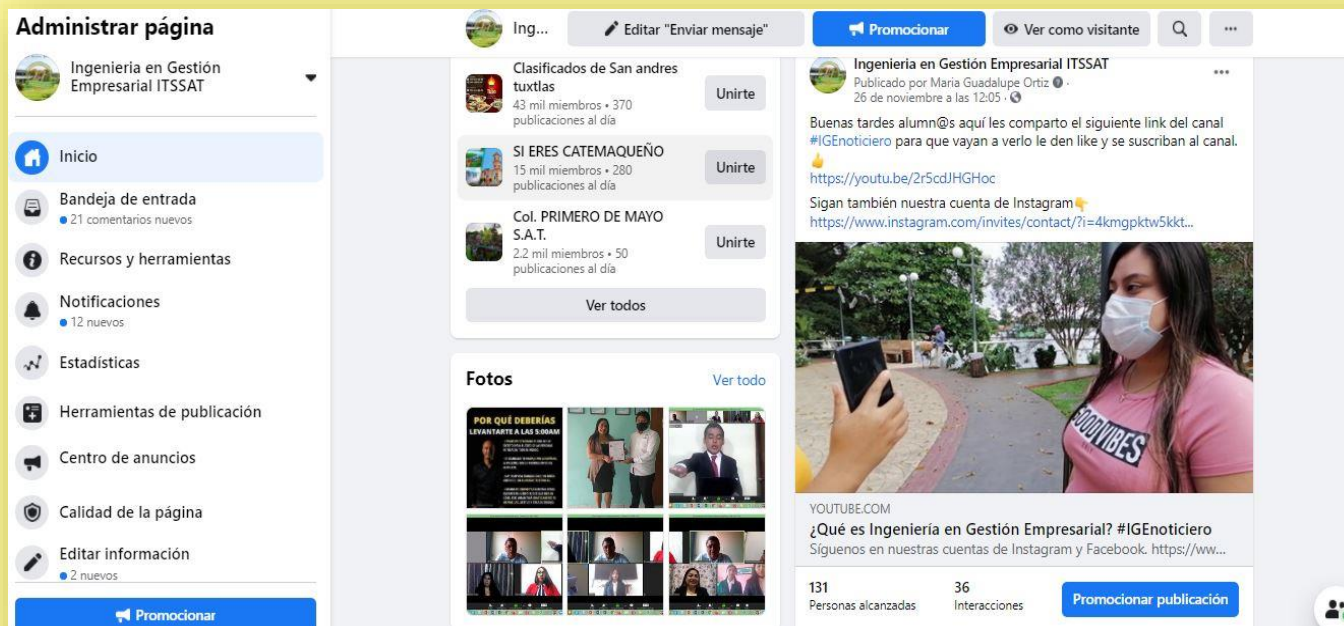 Administrar página
Ingenieria en Gestión
Empresarial ITSSAT
Inicio
Bandeja de entrada
21 comentarios nuevos
Recursos y herramientas
Notificaciones
12 nuevos
Estadísticas
Herramientas de publicación
Centro de anuncios
Calidad de la página
Editar información
2 nuevos
Promocionar
Ing...
Editar "Enviar mensaje"
Promocionar
Ver como visitante
Clasificados de San andres
tuxtlas
43 mil miembros • 370
publicaciones al día
Unirte
SI ERES CATEMAQUEÑO
15 mil miembros • 280
publicaciones al día
Unirte
Col. PRIMERO DE MAYO
S.A.T.
2.2 mil miembros • 50
publicaciones al día
Unirte
Ver todos
Fotos
Ver todo
POR QUÉ DEBERÍAS
LEVANTARTE A LAS 5:00AM
Ingenieria en Gestión Empresarial ITSSAT
Publicado por Maria Guadalupe Ortiz ·
26 de noviembre a las 12:05 ·
Buenas tardes alumn@s aquí les comparto el siguiente link del canal
#IGEnoticiero para que vayan a verlo le den like y se suscriban al canal.
https://youtu.be/2r5cdJHGHoc
Sigan también nuestra cuenta de Instagram
https://www.instagram.com/invites/contact/?i=4kmgpktw5kkt...
GOODVIBES
YOUTUBE.COM
¿Qué es Ingeniería en Gestión Empresarial? #IGEnoticiero
Síguenos en nuestras cuentas de Instagram y Facebook. https://ww...
131
Personas alcanzadas
36
Interacciones
Promocionar publicación